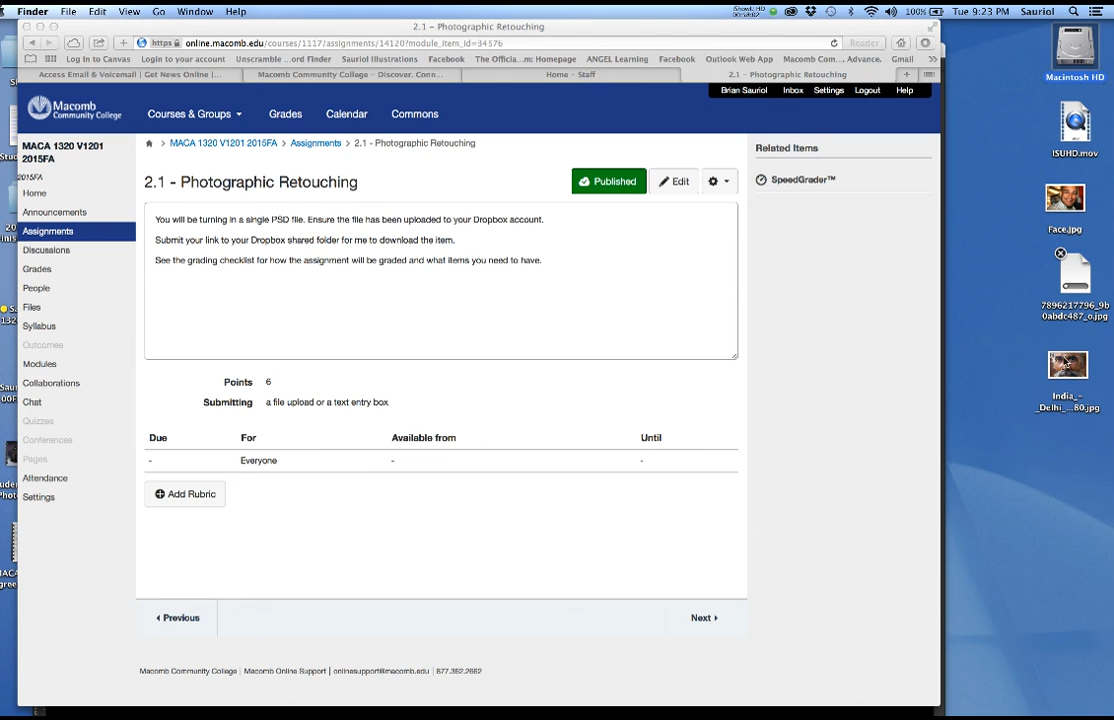 Finder File Edit View Go Window Help
100% Tue 9:23 PM Sauriol
2.1 - Photographic Retouching
https online.macomb.edu/courses/1117/assignments/14120?module_item_id=34576
Reader
Log In to Canvas Login to your account Unscramble ...ord Finder Sauriol Illustrations Facebook The Officia...m: Homepage ANGEL Learning Facebook Outlook Web App Macomb Com... Advance. Gmail
Access Email & Voicemail | Get News Online |... Macomb Community College - Discover. Conn... Home - Staff 2.1 - Photographic Retouching
Brian Sauriol Inbox Settings Logout Help
Macomb
Community College
Courses & Groups Grades Calendar Commons
MACA 1320 V1201
2015FA
2015FA
Home
Announcements
Assignments
Discussions
Grades
People
Files
Syllabus
Outcomes
Modules
Collaborations
Chat
Quizzes
Conferences
Pages
Attendance
Settings
MACA 1320 V1201 2015FA > Assignments > 2.1 - Photographic Retouching
2.1 - Photographic Retouching
Published Edit
You will be turning in a single PSD file. Ensure the file has been uploaded to your Dropbox account.
Submit your link to your Dropbox shared folder for me to download the item.
See the grading checklist for how the assignment will be graded and what items you need to have.
Points 6
Submitting a file upload or a text entry box
Due For Available from Until
- Everyone - -
Add Rubric
Previous Next
Macomb Community College | Macomb Online Support | onlinesupport@macomb.edu | 877.362.2662
Related Items
SpeedGrader™
Macintosh HD
ISUHD.mov
Face.jpg
7896217796_9b
0abdc487_o.jpg
India_-
_Delhi_...80.jpg